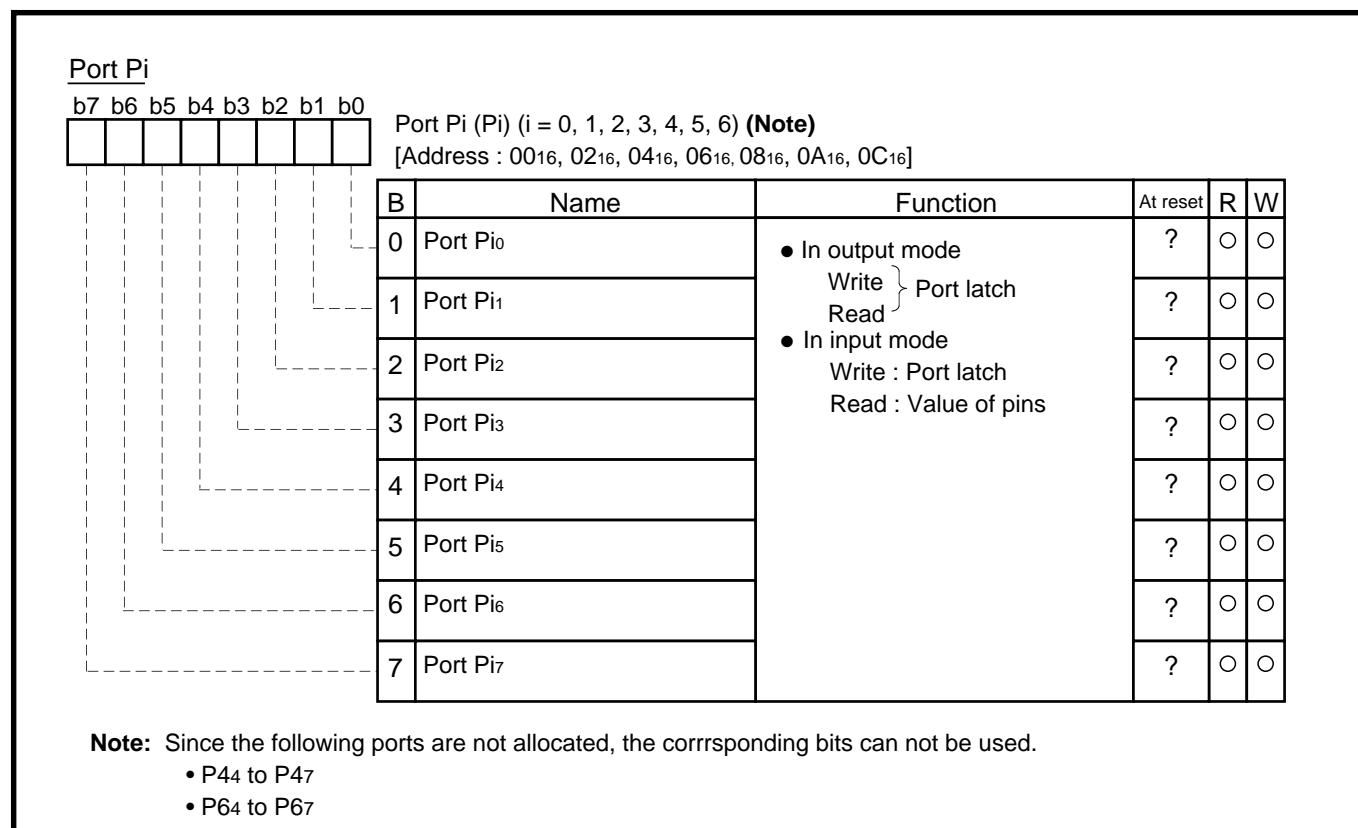 Port Pi
b7 b6 b5 b4 b3 b2 b1 b0
Port Pi (Pi) (i = 0, 1, 2, 3, 4, 5, 6) (Note)
[Address : 0016, 0216, 0416, 0616, 0816, 0A16, 0C16]
B Name Function At reset R W
0 Port Pi0 ? ○ ○
● In output mode
Write
Read } Port latch
1 Port Pi1 ? ○ ○
● In input mode
2 Port Pi2 ? ○ ○
Write : Port latch
Read : Value of pins
3 Port Pi3 ? ○ ○
4 Port Pi4 ? ○ ○
5 Port Pi5 ? ○ ○
6 Port Pi6 ? ○ ○
7 Port Pi7 ? ○ ○
Note: Since the following ports are not allocated, the corrrsponding bits can not be used.
• P44 to P47
• P64 to P67